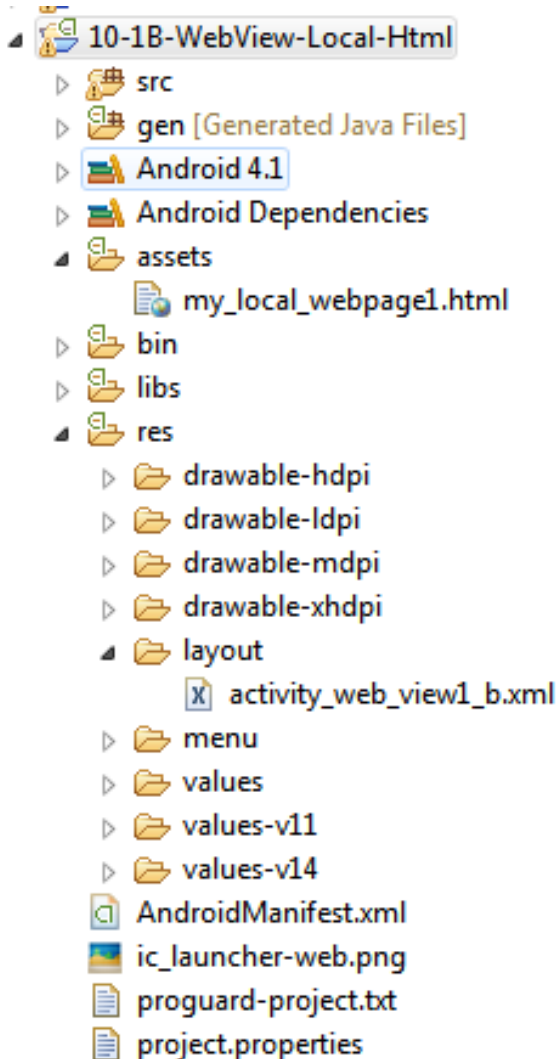 10-1B-WebView-Local-Html
src
gen [Generated Java Files]
Android 4.1
Android Dependencies
assets
my_local_webpage1.html
bin
libs
res
drawable-hdpi
drawable-ldpi
drawable-mdpi
drawable-xhdpi
layout
activity_web_view1_b.xml
menu
values
values-v11
values-v14
AndroidManifest.xml
ic_launcher-web.png
proguard-project.txt
project.properties